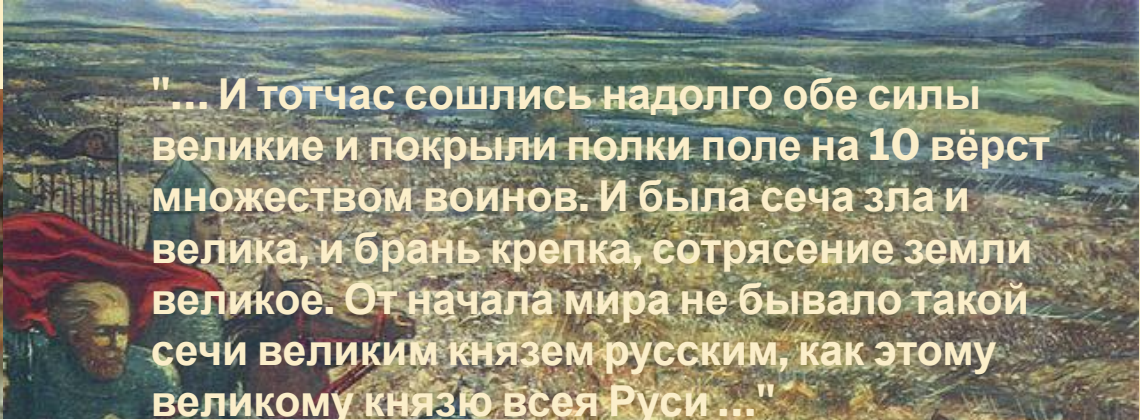 "... И тотчас сошлись надолго обе силы
великие и покрыли полки поле на 10 вёрст
множеством воинов. И была сеча зла и
велика, и брань крепка, сотрясение земли
великое. От начала мира не бывало такой
сечи великим князем русским, как этому
великому князю всея Руси ..."